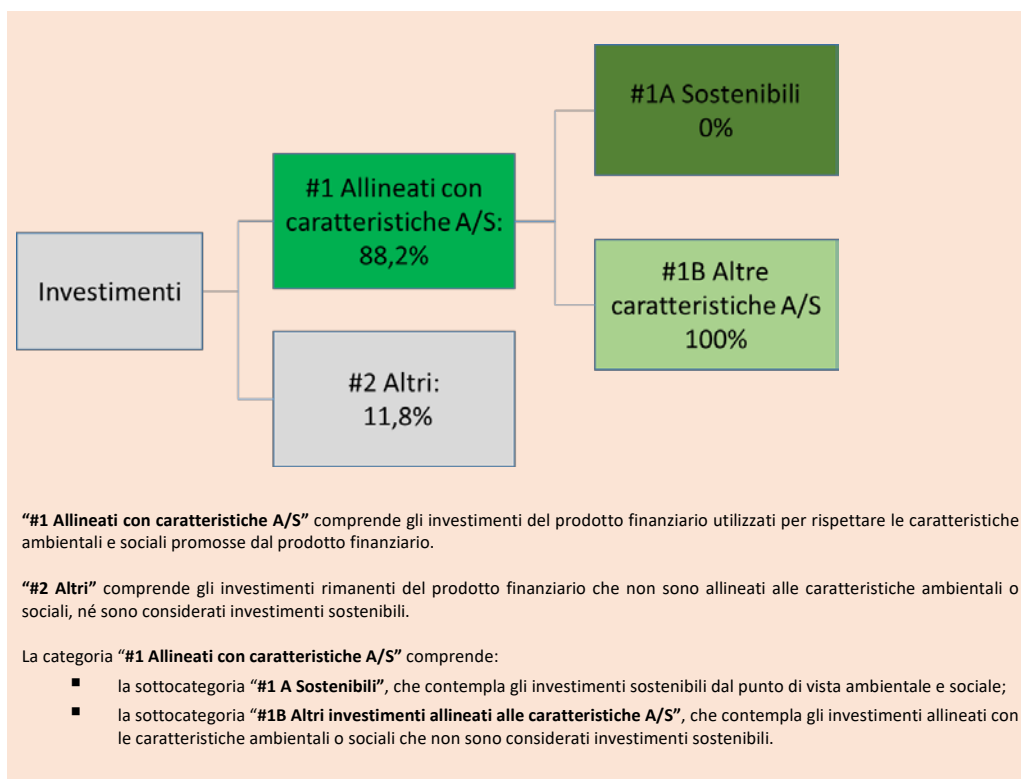 #1A Sostenibili
0%
#1 Allineati con
caratteristiche A/S:
88,2%
Investimenti
#1B Altre
caratteristiche A/S
100%
#2 Altri:
11,8%
“#1 Allineati con caratteristiche A/S” comprende gli investimenti del prodotto finanziario utilizzati per rispettare le caratteristiche
ambientali e sociali promosse dal prodotto finanziario.
“#2 Altri” comprende gli investimenti rimanenti del prodotto finanziario che non sono allineati alle caratteristiche ambientali o
sociali, né sono considerati investimenti sostenibili.
La categoria “#1 Allineati con caratteristiche A/S” comprende:
▪ la sottocategoria “#1 A Sostenibili”, che contempla gli investimenti sostenibili dal punto di vista ambientale e sociale;
▪ la sottocategoria “#1B Altri investimenti allineati alle caratteristiche A/S”, che contempla gli investimenti allineati con
le caratteristiche ambientali o sociali che non sono considerati investimenti sostenibili.